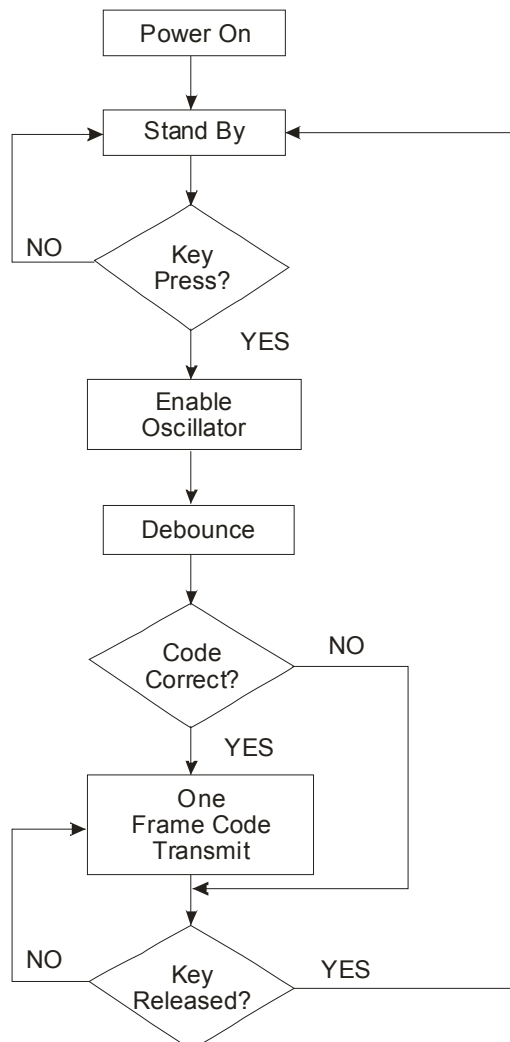 Power On
Stand By
NO
Key
Press?
YES
Enable
Oscillator
Debounce
Code
Correct?
NO
YES
One
Frame Code
Transmit
NO
Key
Released?
YES